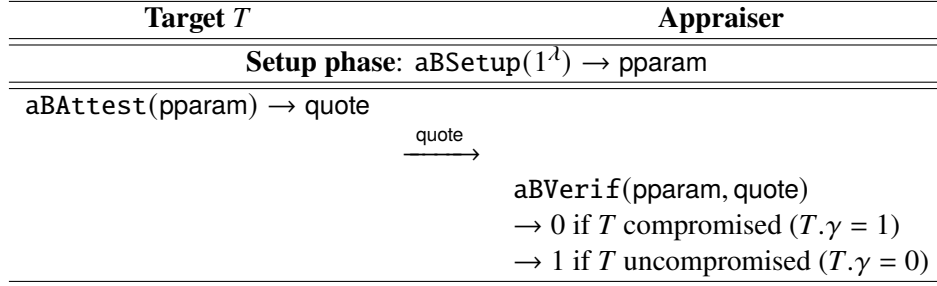 Target T Appraiser
Setup phase: aBSetup(1^λ) → pparam
aBAttest(pparam) → quote
quote
aBVerif(pparam, quote)
→ 0 if T compromised (T.γ = 1)
→ 1 if T uncompromised (T.γ = 0)